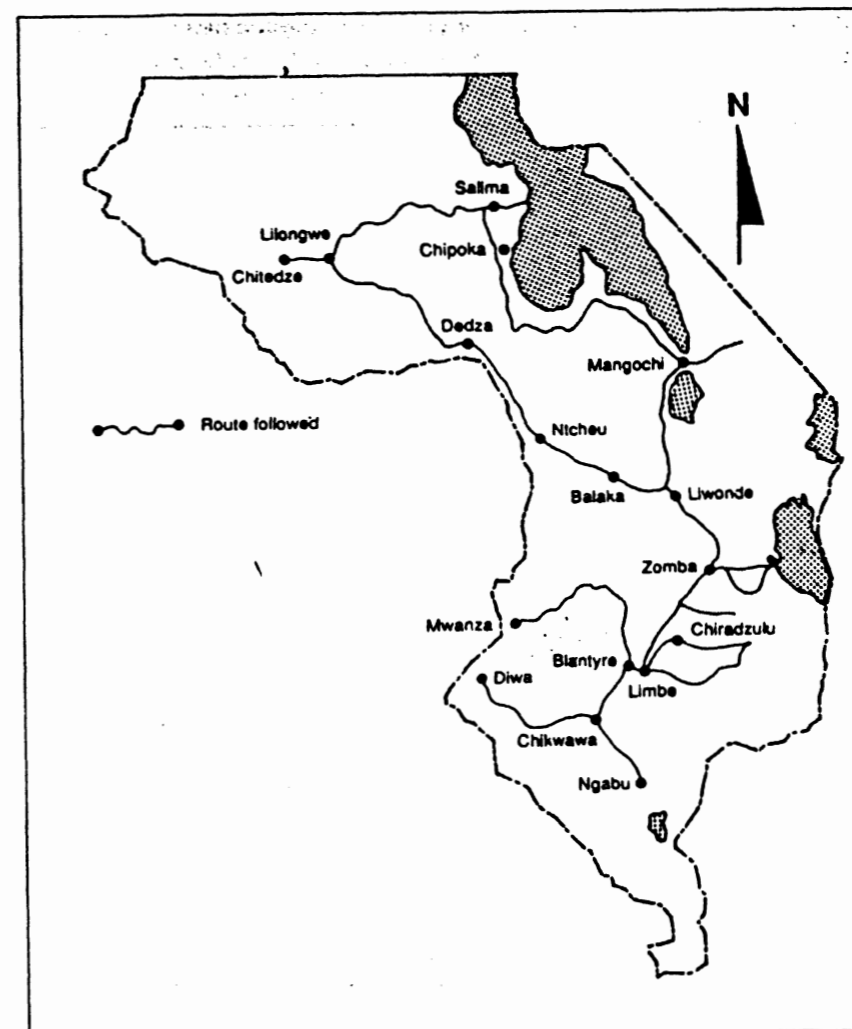 N
Salima
Lilongwe
Chipoka
Chitedze
Dedza
Mangochi
Route followed
Ntcheu
Balaka
Liwonde
Zomba
Mwanza
Chiradzulu
Blantyre
Diwa
Limbe
Chikwawa
Ngabu